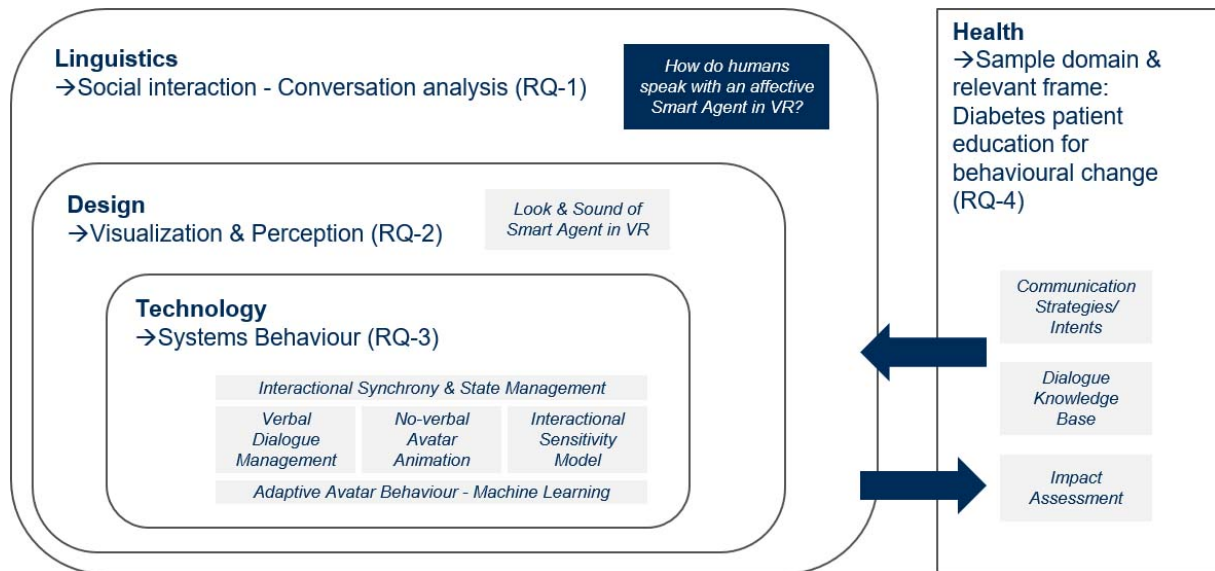 Linguistics
→Social interaction - Conversation analysis (RQ-1)
How do humans
speak with an affective
Smart Agent in VR?
Design
→Visualization & Perception (RQ-2)
Look & Sound of
Smart Agent in VR
Technology
→Systems Behaviour (RQ-3)
Interactional Synchrony & State Management
Verbal
Dialogue
Management
No-verbal
Avatar
Animation
Interactional
Sensitivity
Model
Adaptive Avatar Behaviour - Machine Learning
Health
→Sample domain &
relevant frame:
Diabetes patient
education for
behavioural change
(RQ-4)
Communication
Strategies/
Intents
Dialogue
Knowledge
Base
Impact
Assessment